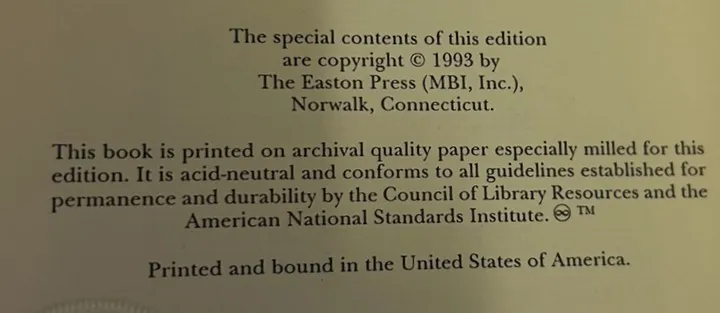 The special contents of this edition
are copyright © 1993 by
The Easton Press (MBI, Inc.),
Norwalk, Connecticut.
This book is printed on archival quality paper especially milled for this
edition. It is acid-neutral and conforms to all guidelines established for
permanence and durability by the Council of Library Resources and the
American National Standards Institute. ♾ ™
Printed and bound in the United States of America.